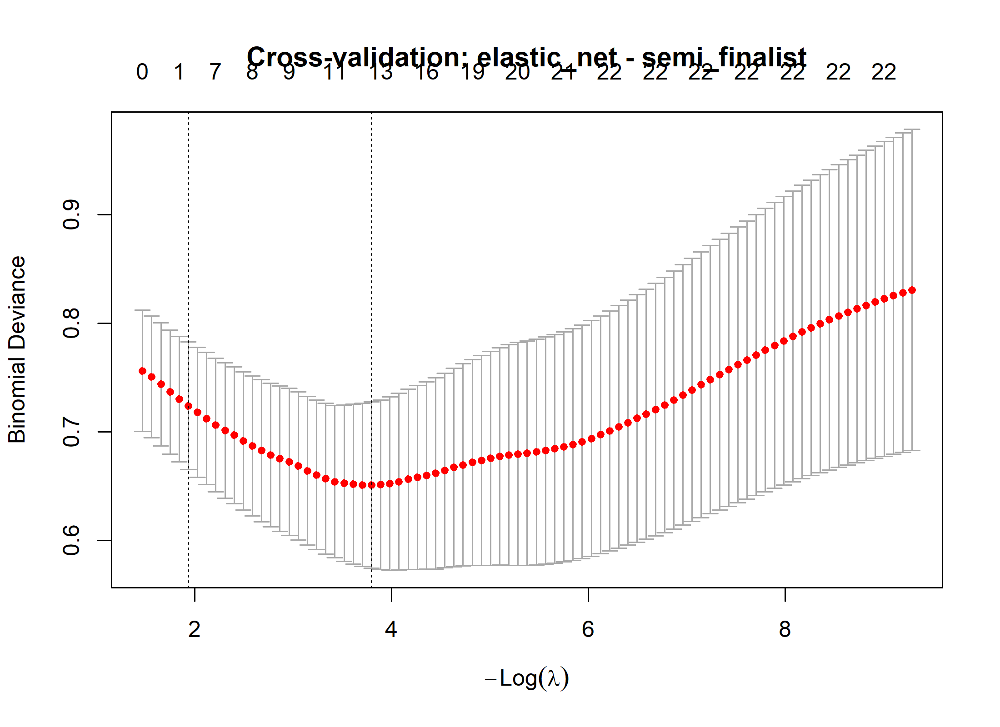 Cross-validation; elastic_net - semi_finalist
0 1 7 8 9 11 13 16 19 20 21 22 22 22 22 22 22 22
Binomial Deviance
0.9
0.8
0.7
0.6
2 4 6 8
−Log(λ)